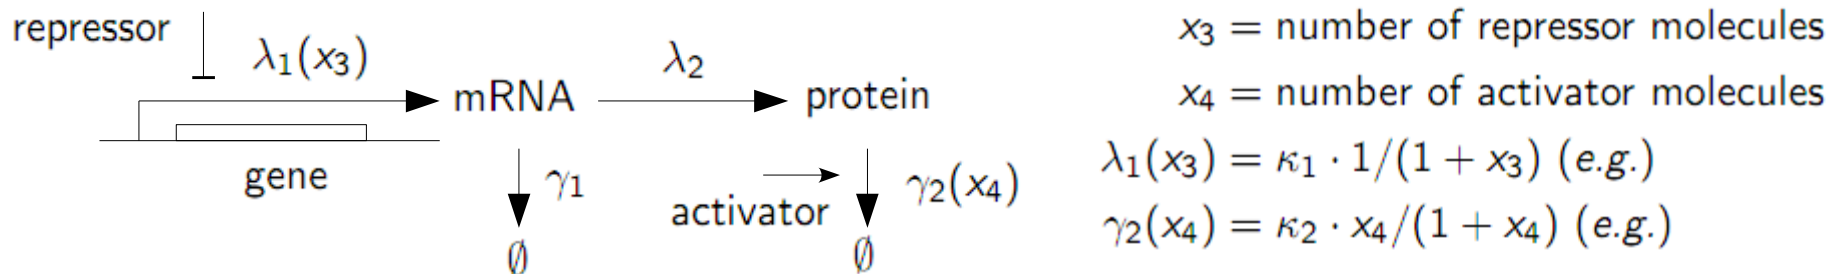 repressor
λ₁(x₃)
λ₂
mRNA
protein
gene
γ₁
activator
γ₂(x₄)
∅
∅
x₃ = number of repressor molecules
x₄ = number of activator molecules
λ₁(x₃) = κ₁ · 1/(1 + x₃) (e.g.)
γ₂(x₄) = κ₂ · x₄/(1 + x₄) (e.g.)